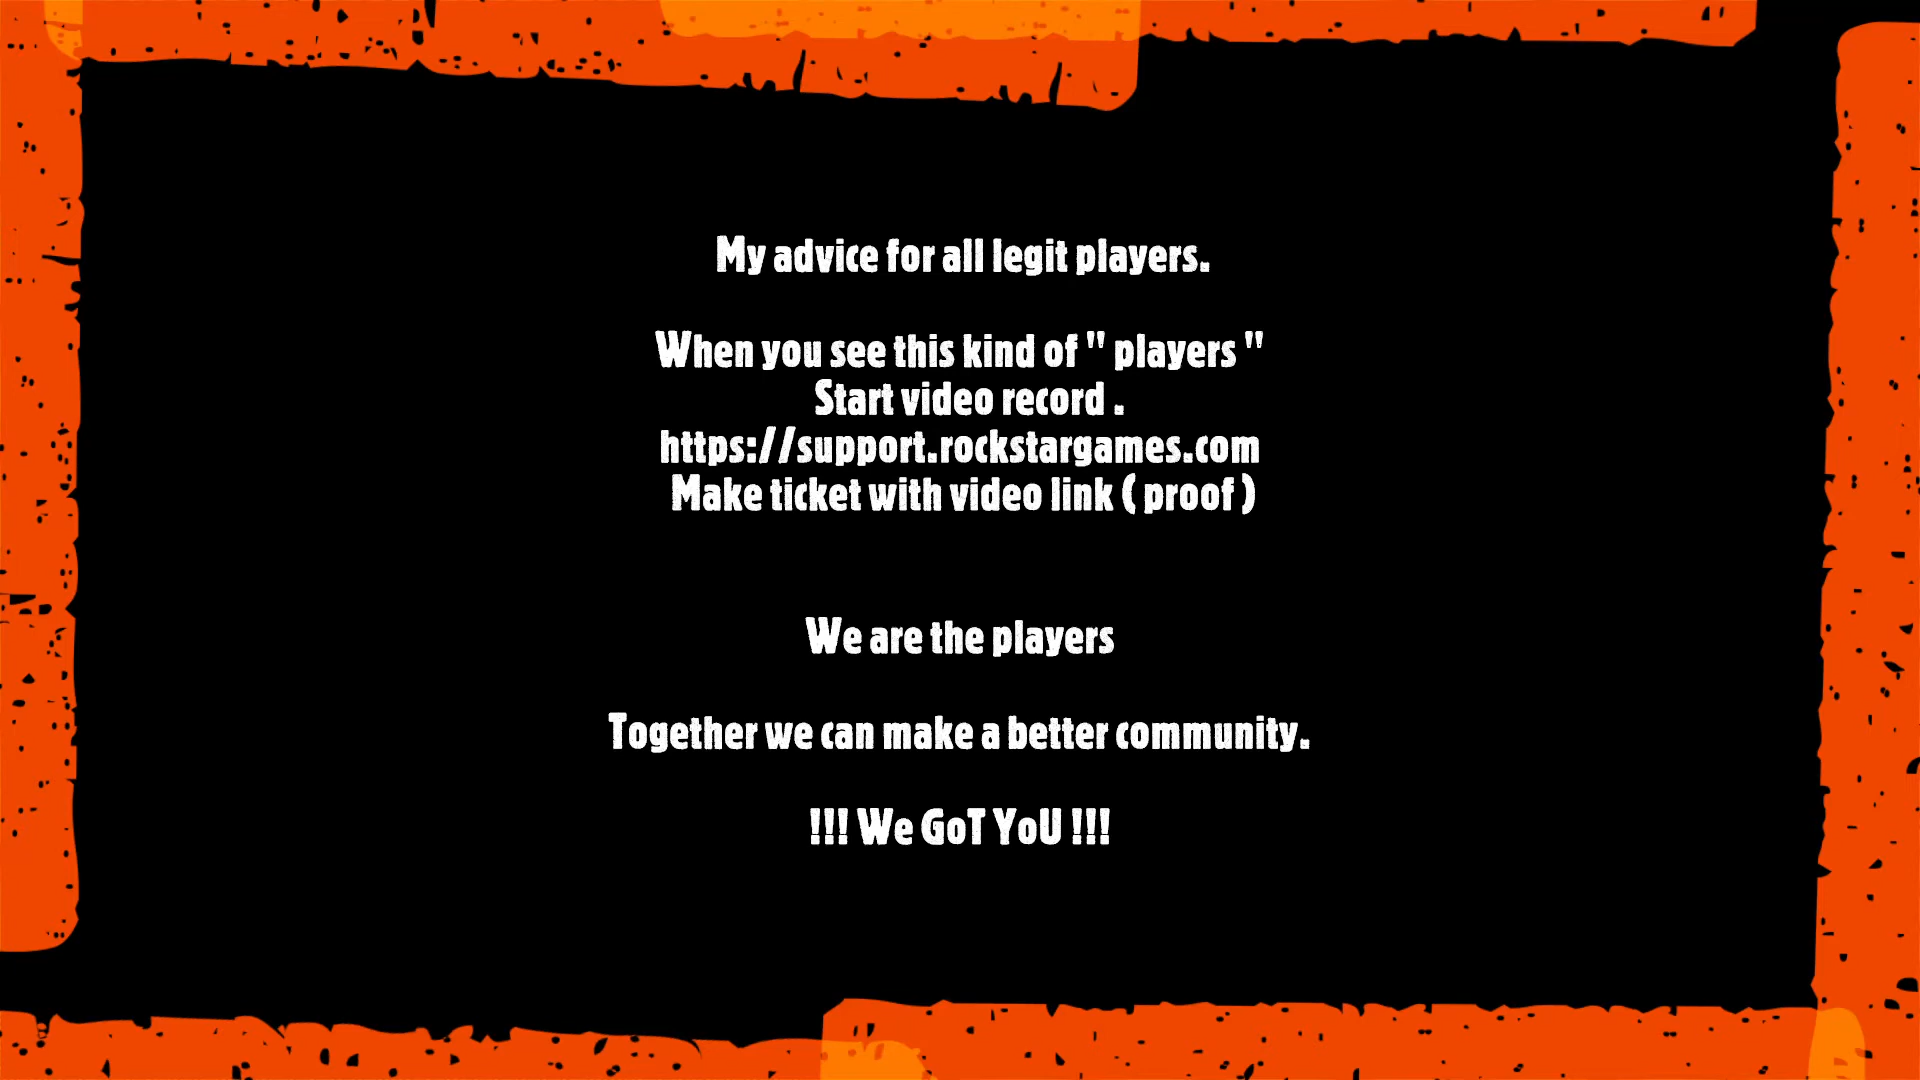 My advice for all legit players.
When you see this kind of " players "
Start video record .
https://support.rockstargames.com
Make ticket with video link ( proof )
We are the players
Together we can make a better community.
!!! We GoT YoU !!!